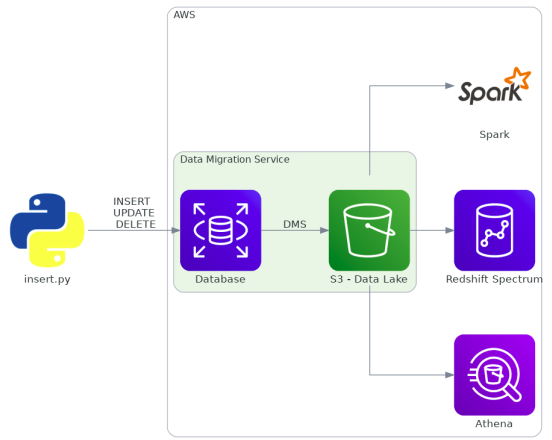 AWS
Spark
Spark
Data Migration Service
INSERT
UPDATE
DELETE
DMS
insert.py
Database
S3 - Data Lake
Redshift Spectrum
Athena